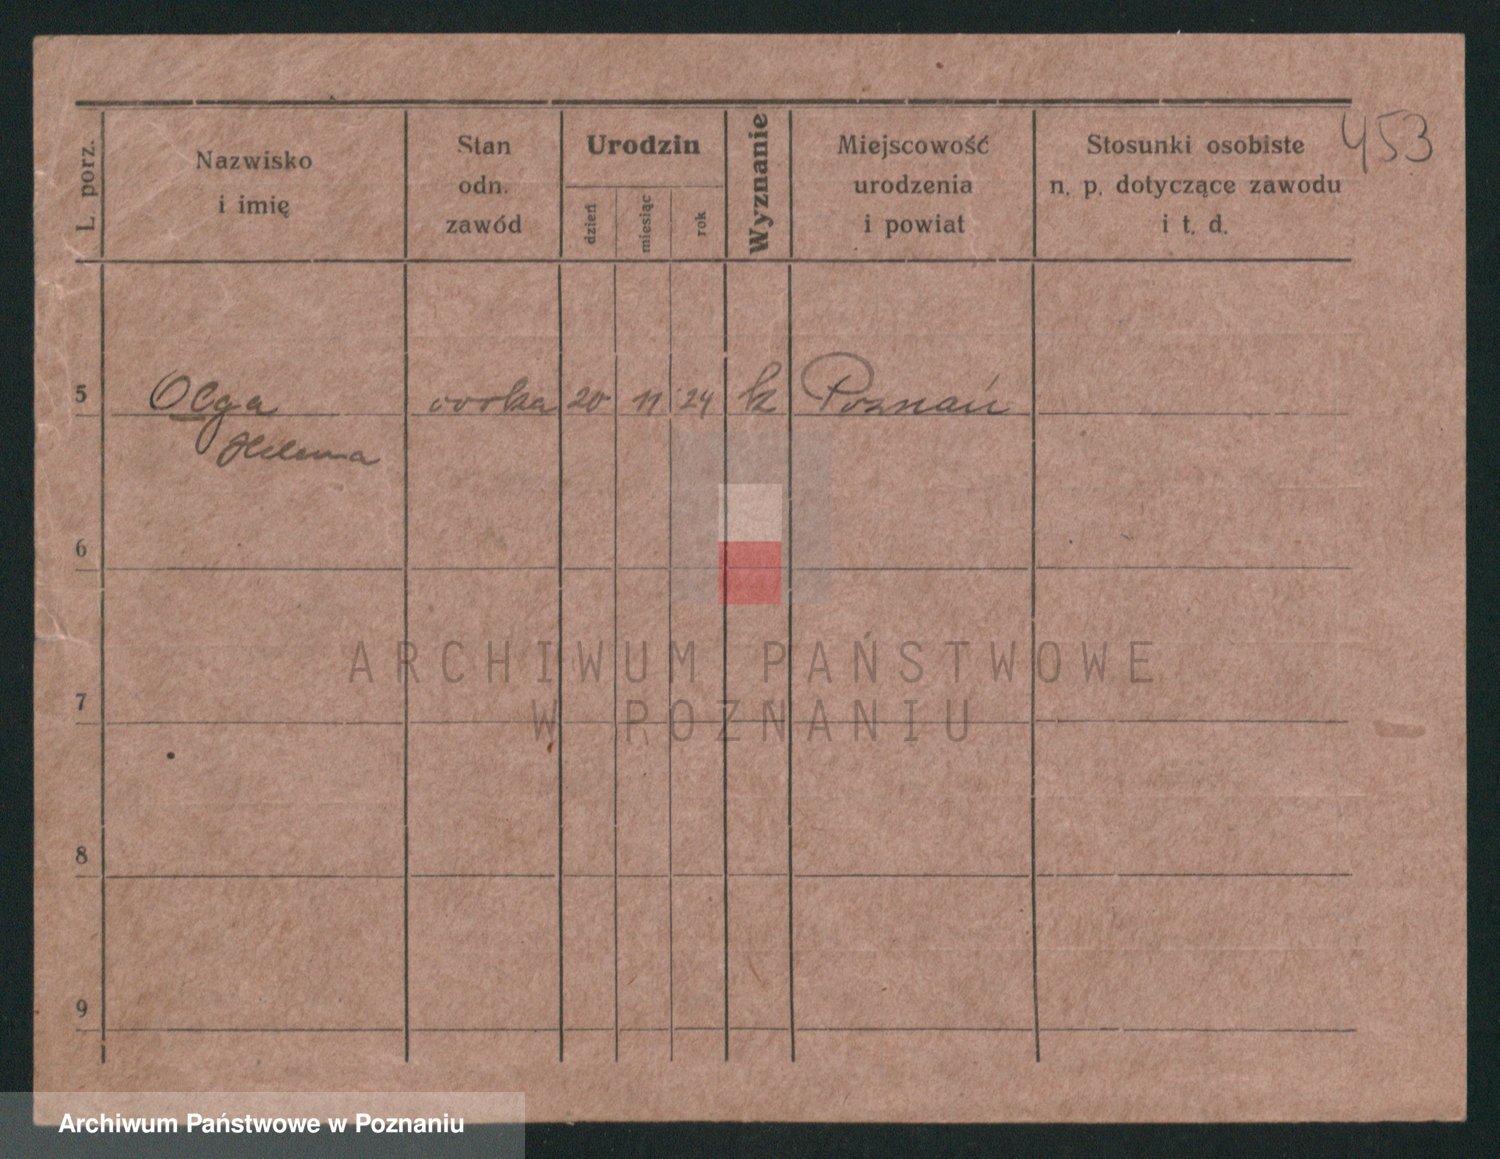 453
L. porz.
Nazwisko
i imię
Stan
odn.
zawód
Urodzin
dzień
miesiąc
rok
Wyznanie
Miejscowość
urodzenia
i powiat
Stosunki osobiste
n. p. dotyczące zawodu
i t. d.
5 Olga córka 20 11 24 k Poznań
Helena
6
7
8
9
ARCHIWUM PAŃSTWOWE
W POZNANIU
Archiwum Państwowe w Poznaniu